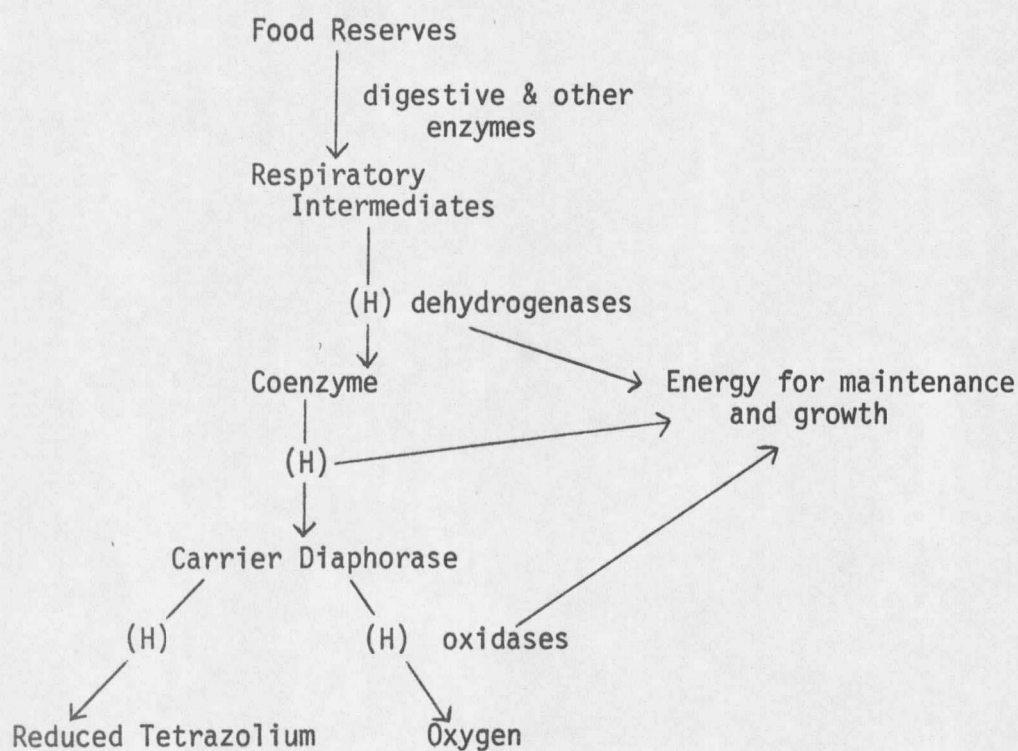 Food Reserves
digestive & other
enzymes
Respiratory
Intermediates
(H) dehydrogenases
Coenzyme
Energy for maintenance
and growth
(H)
Carrier Diaphorase
(H)
(H) oxidases
Reduced Tetrazolium
Oxygen